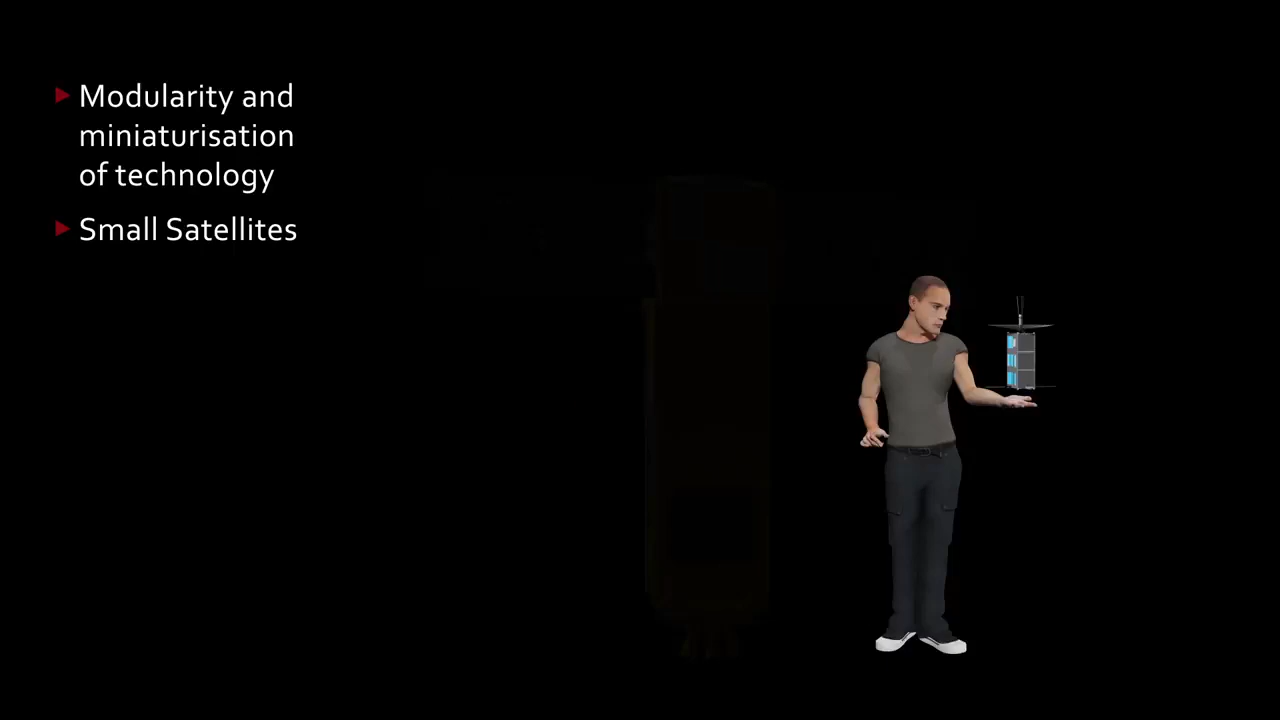 Modularity and
miniaturisation
of technology
Small Satellites